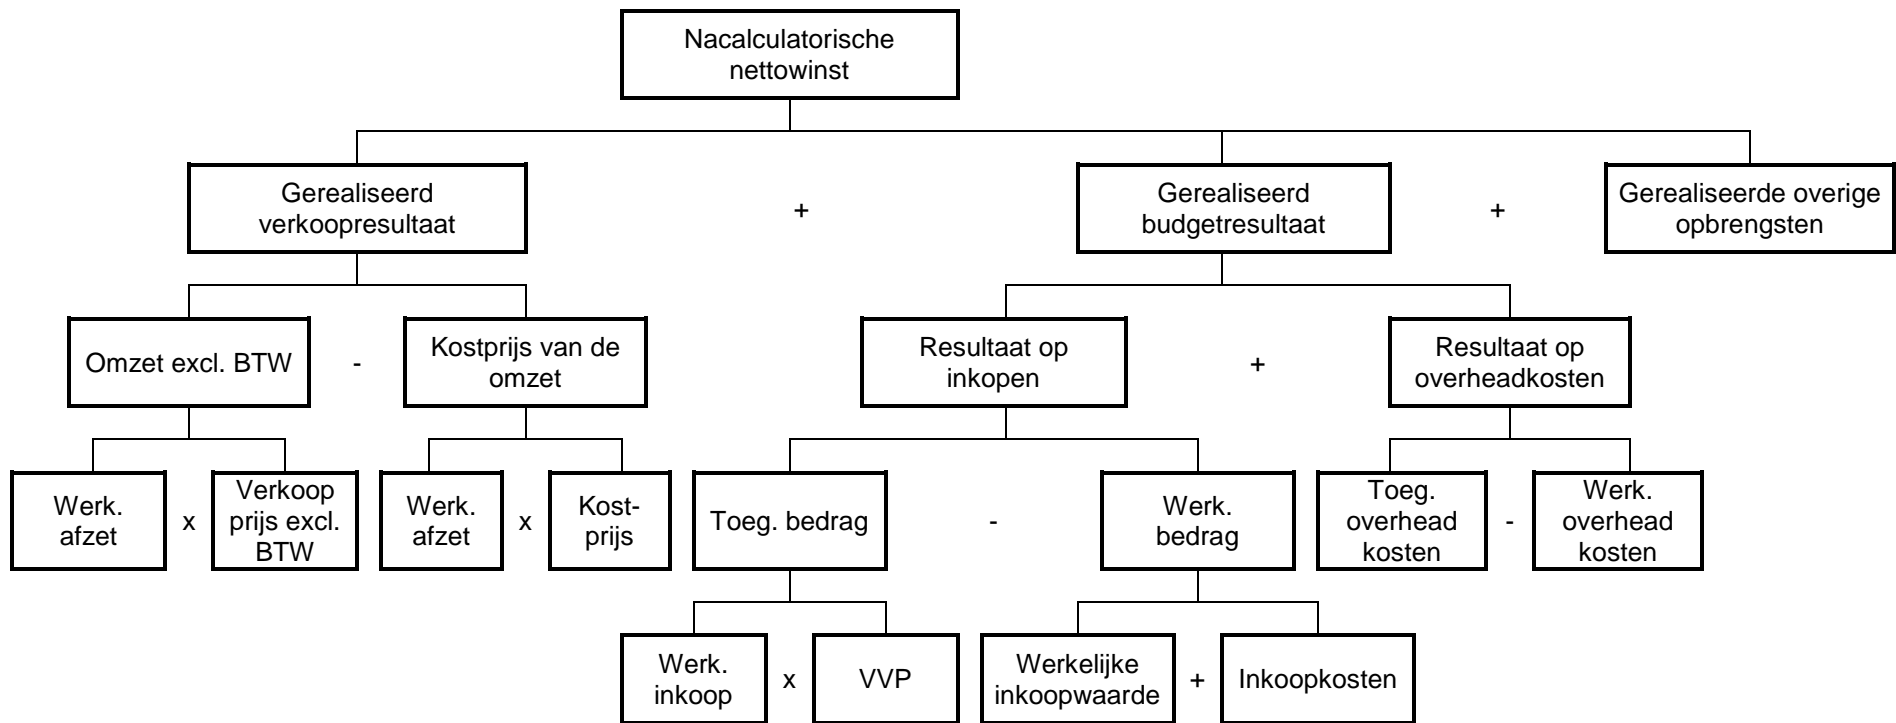 Nacalculatorische
nettowinst
Gerealiseerd
verkoopresultaat
+
Gerealiseerd
budgetresultaat
+
Gerealiseerde overige
opbrengsten
Omzet excl. BTW
-
Kostprijs van de
omzet
Resultaat op
inkopen
+
Resultaat op
overheadkosten
Werk.
afzet
x
Verkoop
prijs excl.
BTW
Werk.
afzet
x
Kost-
prijs
Toeg. bedrag
-
Werk.
bedrag
Toeg.
overhead
kosten
-
Werk.
overhead
kosten
Werk.
inkoop
x
VVP
Werkelijke
inkoopwaarde
+
Inkoopkosten